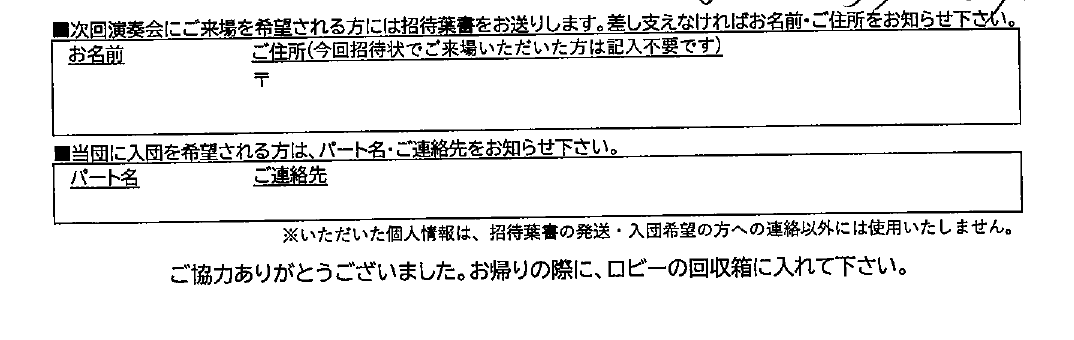 ■次回演奏会にご来場を希望される方には招待葉書をお送りします。差し支えなければお名前・ご住所をお知らせ下さい。
お名前 ご住所(今回招待状でご来場いただいた方は記入不要です)
〒
■当団に入団を希望される方は、パート名・ご連絡先をお知らせ下さい。
パート名 ご連絡先
※いただいた個人情報は、招待葉書の発送・入団希望の方への連絡以外には使用いたしません。
ご協力ありがとうございました。お帰りの際に、ロビーの回収箱に入れて下さい。